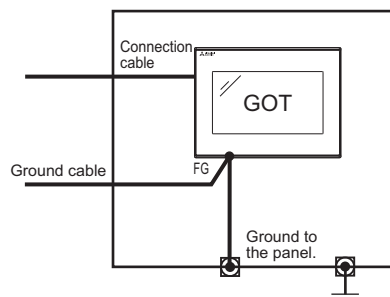 Connection
cable
GOT
FG
Ground cable
Ground to
the panel.